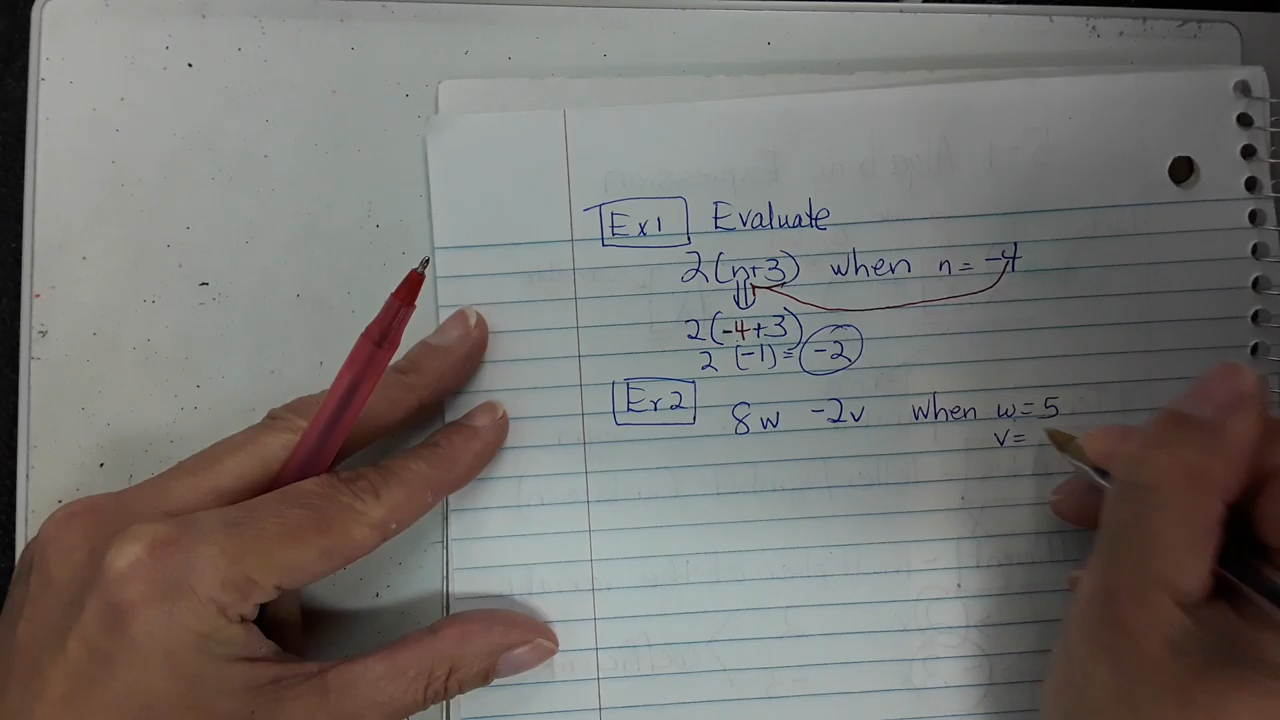 Ex1 Evaluate
2(n+3) when n=-4
2(-4+3)
2 (-1)=-2
Ex2 8w -2v when w=5
v=